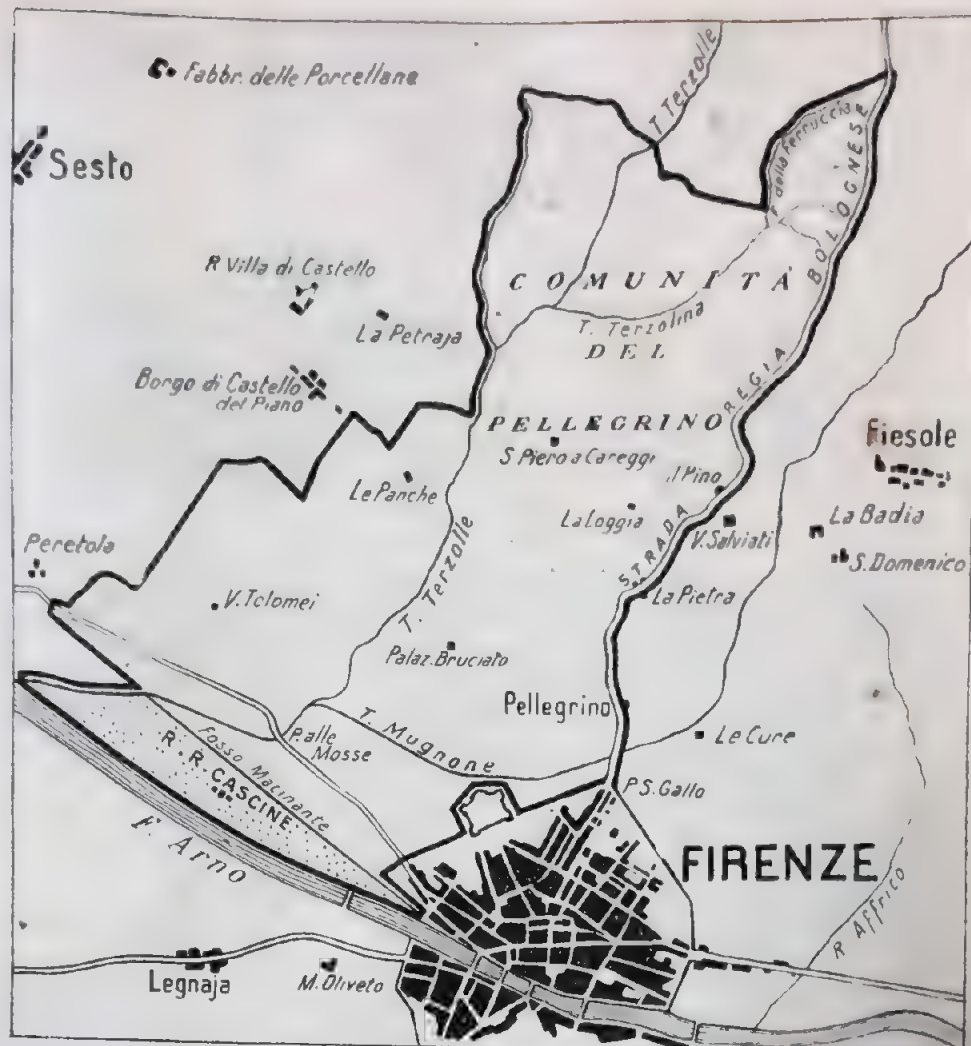 Fabbr. delle Porcellane
T. Terzolle
F. della Ferruccia
Sesto
STRADA REGIA BOLOGNESE
R. Villa di Castello
COMUNITÀ
La Petraja
T. Terzolina
DEL
Borgo di Castello
del Piano
PELLEGRINO
S. Piero a Careggi
Fiesole
Il Pino
Le Panche
La Loggia
V. Salviati
La Badia
S. Domenico
Peretola
V. Tolomei
T. Terzolle
La Pietra
Palaz. Bruciato
Pellegrino
T. Mugnone
Le Cure
P. alle
Mosse
Fosso Macinante
R. R. CASCINE
P. S. Gallo
F. Arno
FIRENZE
R. Affrico
Legnaja
M. Oliveto